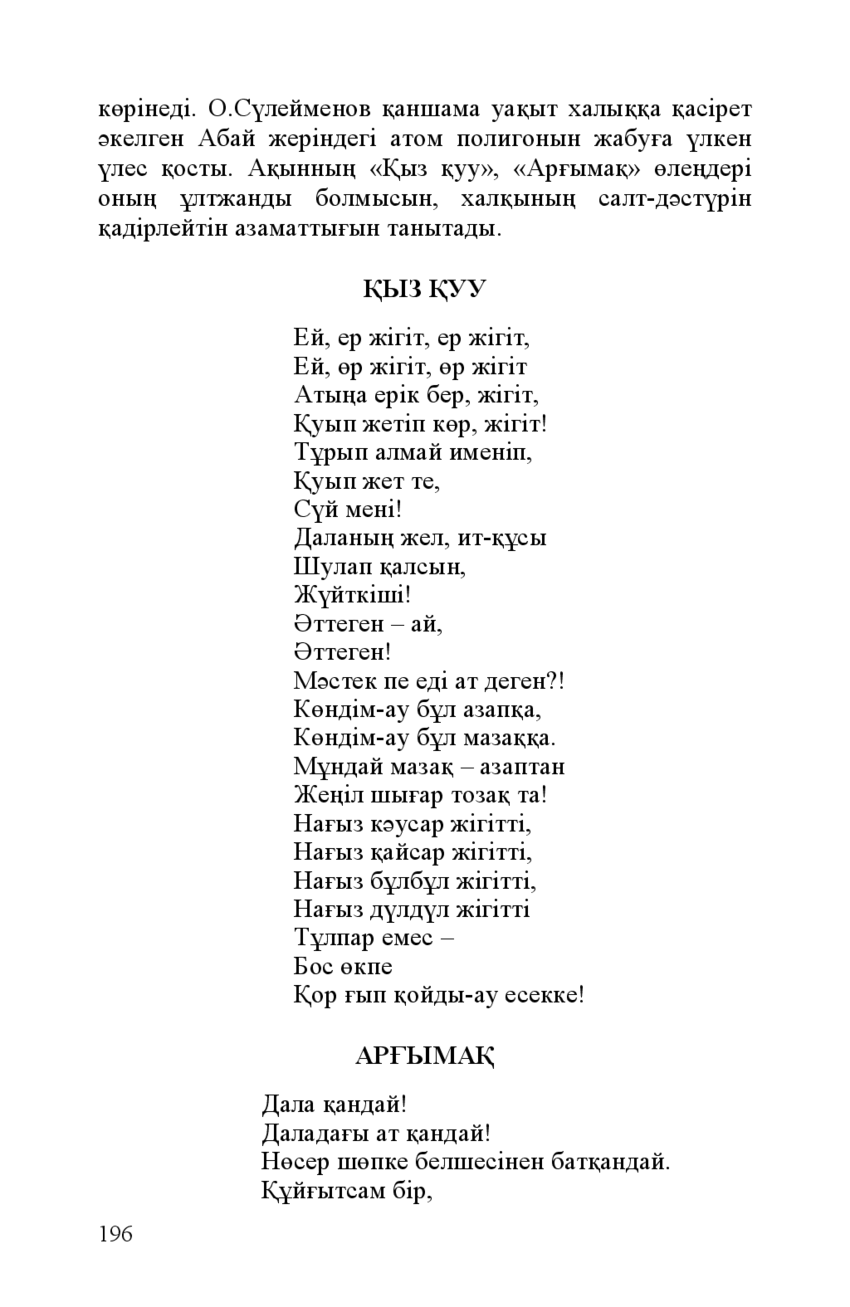 көрінеді. О.Сүлейменов қаншама уақыт халыққа қасірет
әкелген Абай жеріндегі атом полигонын жабуға үлкен
үлес қосты. Ақынның «Қыз қуу», «Арғымақ» өлеңдері
оның ұлтжанды болмысын, халқының салт-дәстүрін
қадірлейтін азаматтығын танытады.
ҚЫЗ ҚУУ
Ей, ер жігіт, ер жігіт,
Ей, өр жігіт, өр жігіт
Атыңа ерік бер, жігіт,
Қуып жетіп көр, жігіт!
Тұрып алмай именіп,
Қуып жет те,
Сүй мені!
Даланың жел, ит-құсы
Шулап қалсын,
Жүйткіші!
Әттеген – ай,
Әттеген!
Мәстек пе еді ат деген?!
Көндім-ау бұл азапқа,
Көндім-ау бұл мазаққа.
Мұндай мазақ – азаптан
Жеңіл шығар тозақ та!
Нағыз кәусар жігітті,
Нағыз қайсар жігітті,
Нағыз бұлбұл жігітті,
Нағыз дүлдүл жігітті
Тұлпар емес –
Бос өкпе
Қор ғып қойды-ау есекке!
АРҒЫМАҚ
Дала қандай!
Даладағы ат қандай!
Нөсер шөпке белшесінен батқандай.
Құйғытсам бір,
196